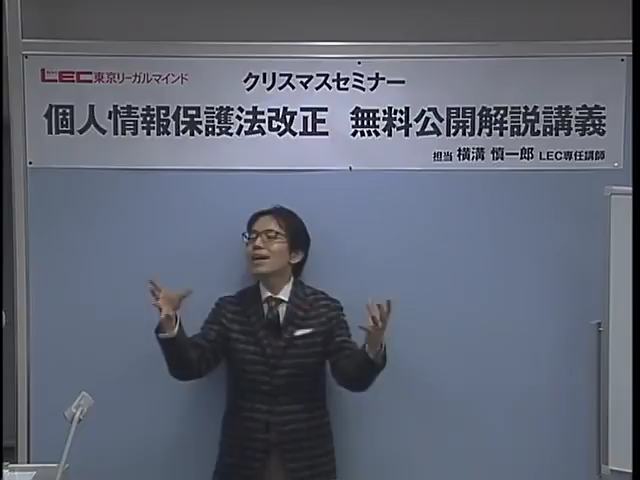 LEC東京リーガルマインド
クリスマスセミナー
個人情報保護法改正 無料公開解説講義
担当 横溝 慎一郎 LEC専任講師